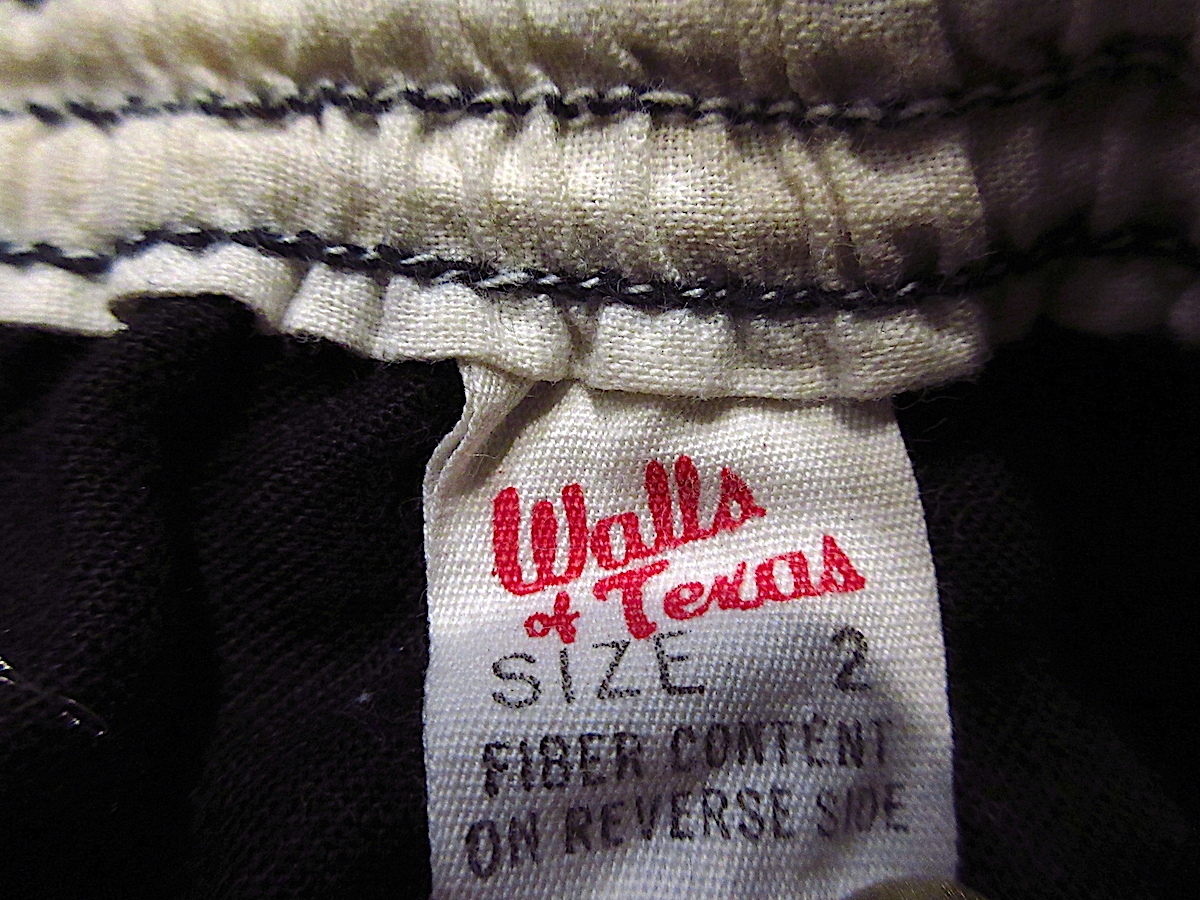 Walls
of Texas
SIZE 2
FIBER CONTENT
ON REVERSE SIDE